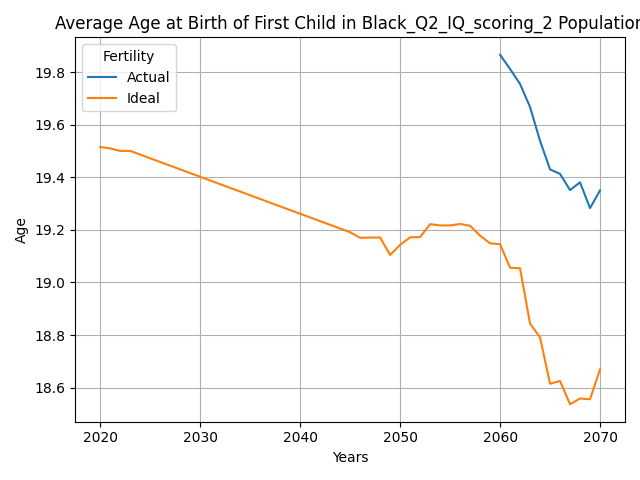 Average Age at Birth of First Child in Black_Q2_IQ_scoring_2 Population
Fertility
Actual
Ideal
19.8
19.6
19.4
19.2
19.0
18.8
18.6
Age
2020 2030 2040 2050 2060 2070
Years